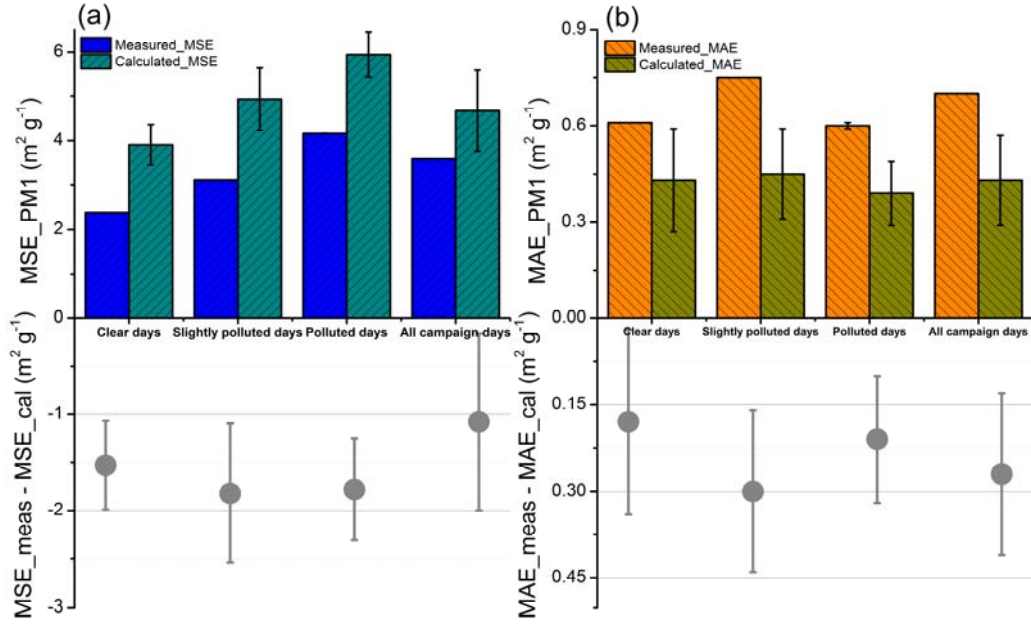 (a)
MSE_PM1 (m² g⁻¹)
6
4
2
0
Measured_MSE
Calculated_MSE
Clear days Slightly polluted days Polluted days All campaign days
MSE_meas - MSE_cal (m² g⁻¹)
-1
-2
-3
(b)
MAE_PM1 (m² g⁻¹)
0.9
0.6
0.3
0.00
Measured_MAE
Calculated_MAE
Clear days Slightly polluted days Polluted days All campaign days
MAE_meas - MAE_cal (m² g⁻¹)
0.15
0.30
0.45